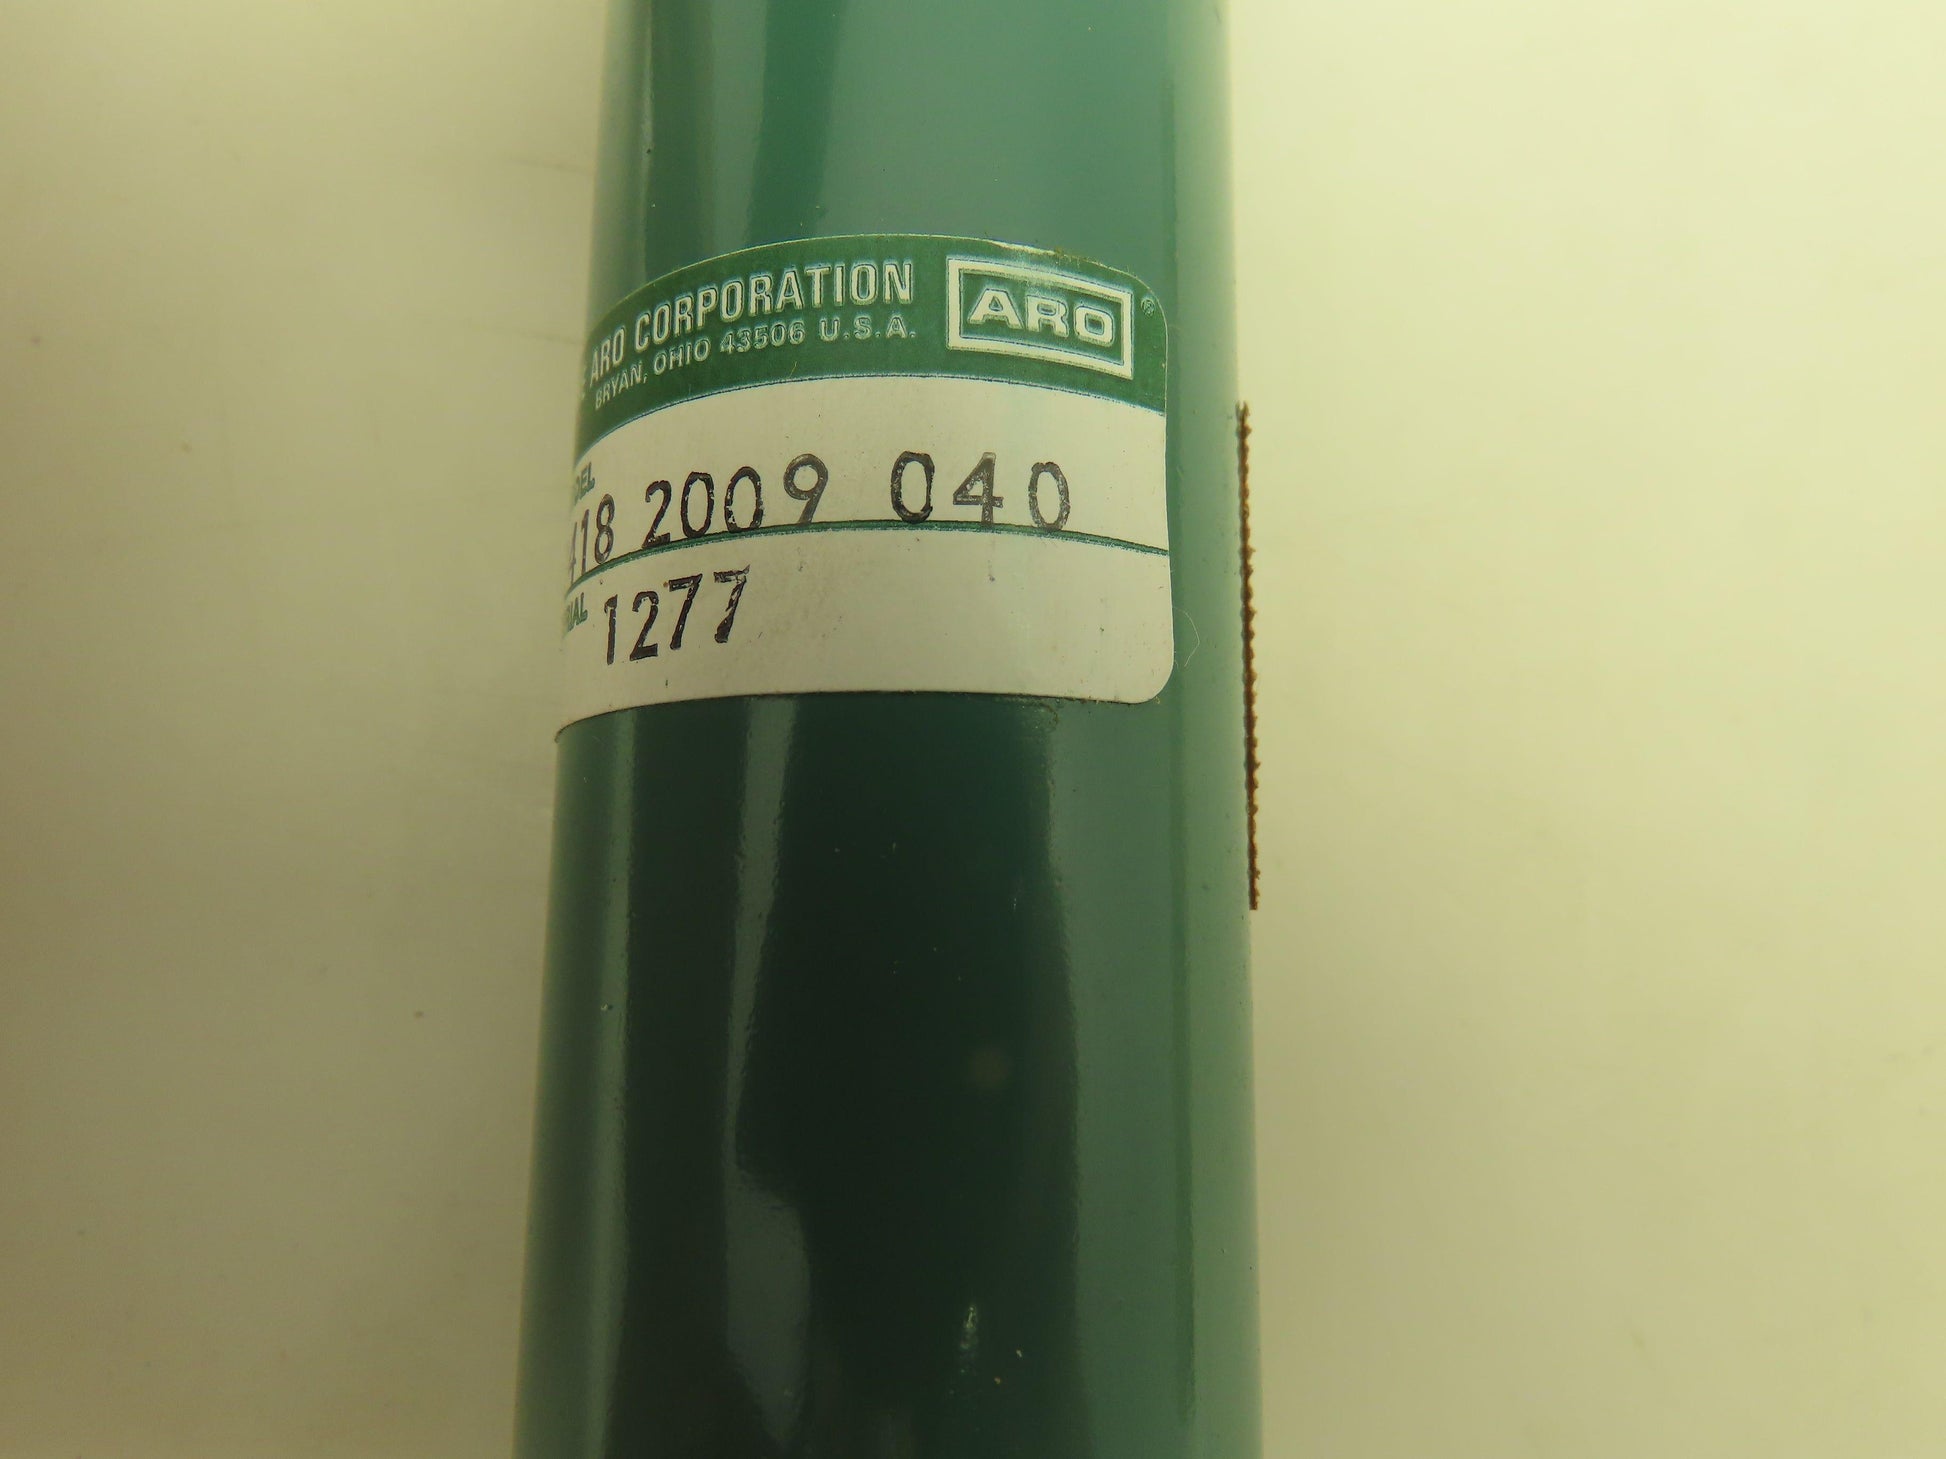 ARO CORPORATION
BRYAN, OHIO 43506 U.S.A.
ARO ®
418 2009 040
1277